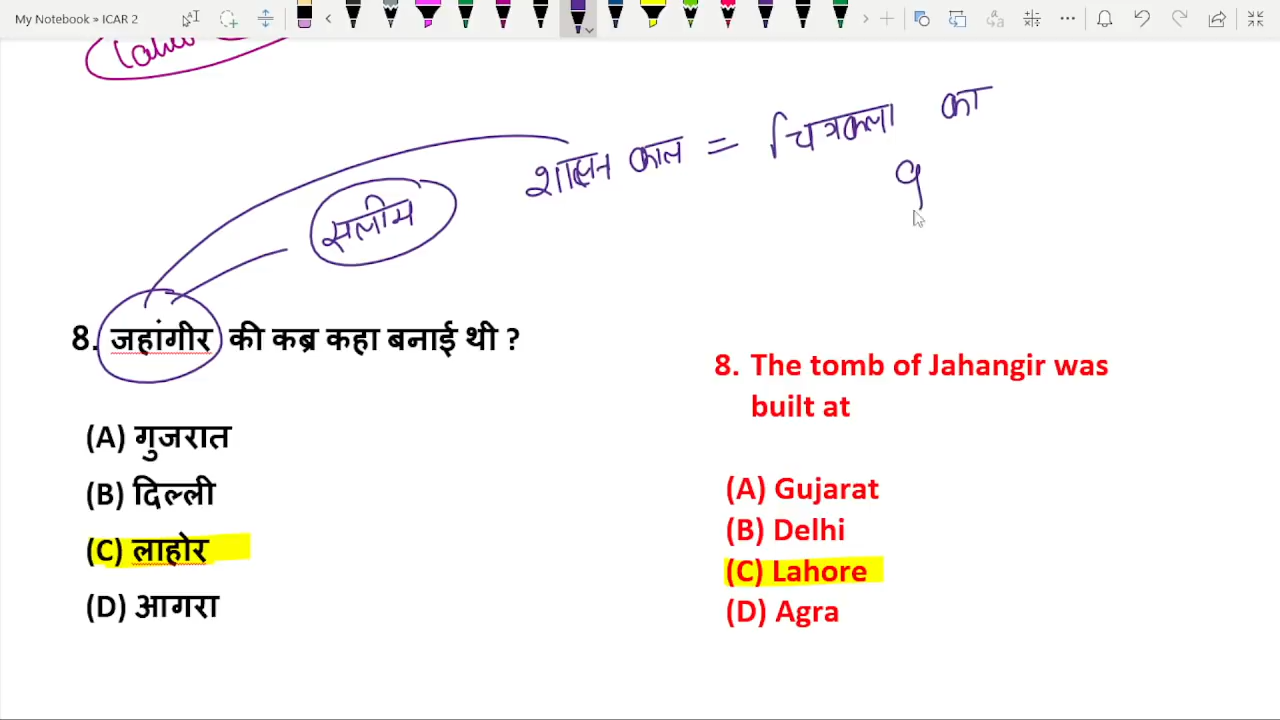 My Notebook » ICAR 2
शासन काल = चित्रकला का
सलीम
8. जहांगीर की कब्र कहा बनाई थी ?
(A) गुजरात
(B) दिल्ली
(C) लाहोर
(D) आगरा
8. The tomb of Jahangir was
built at
(A) Gujarat
(B) Delhi
(C) Lahore
(D) Agra